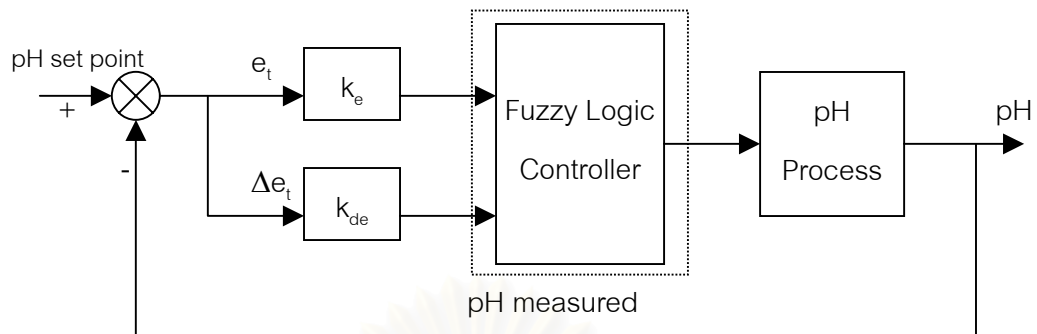 pH set point
+
-
e_t
k_e
Δe_t
k_de
Fuzzy Logic
Controller
pH
Process
pH
pH measured